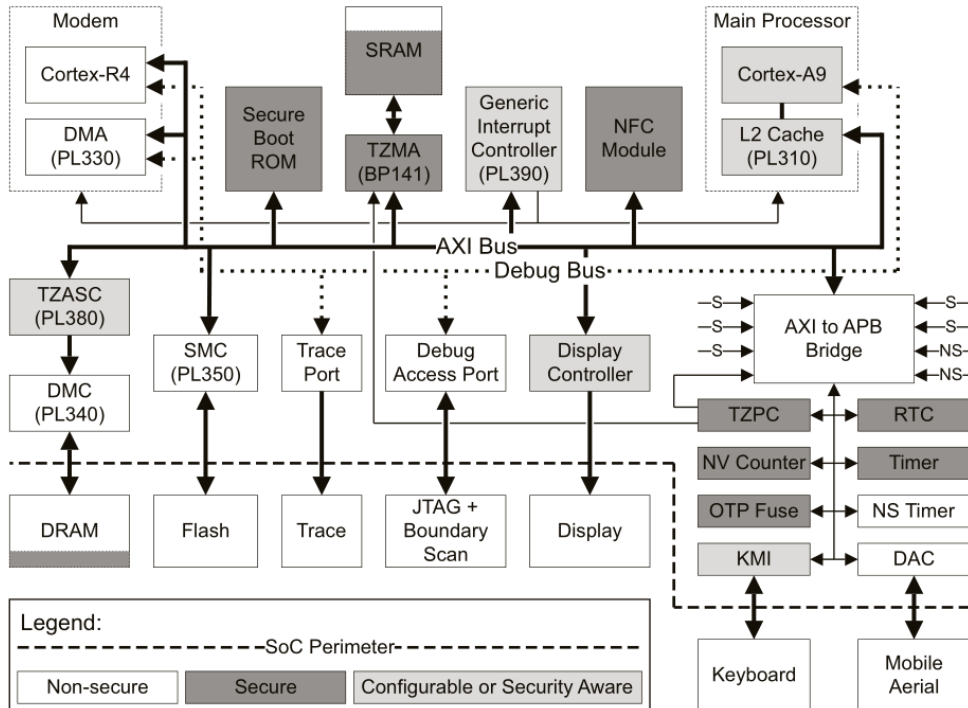 Modem
Main Processor
Cortex-R4
SRAM
Cortex-A9
Secure
Boot
ROM
Generic
Interrupt
Controller
(PL390)
NFC
Module
DMA
(PL330)
TZMA
(BP141)
L2 Cache
(PL310)
AXI Bus
Debug Bus
TZASC
(PL380)
S
S
S
AXI to APB
Bridge
S
S
NS
NS
DMC
(PL340)
SMC
(PL350)
Trace
Port
Debug
Access Port
Display
Controller
TZPC
RTC
NV Counter
Timer
OTP Fuse
NS Timer
KMI
DAC
DRAM
Flash
Trace
JTAG +
Boundary
Scan
Display
Keyboard
Mobile
Aerial
Legend:
SoC Perimeter
Non-secure
Secure
Configurable or Security Aware